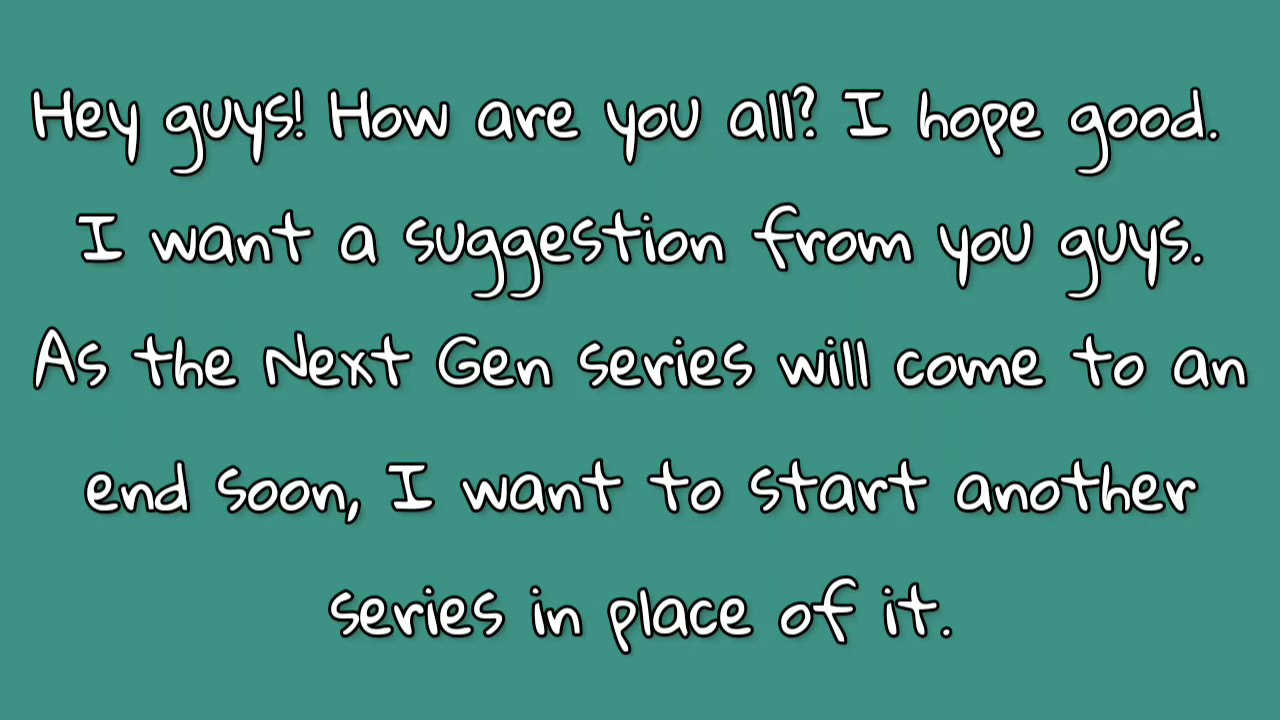 Hey guys! How are you all? I hope good.
I want a suggestion from you guys.
As the Next Gen series will come to an
end soon, I want to start another
series in place of it.